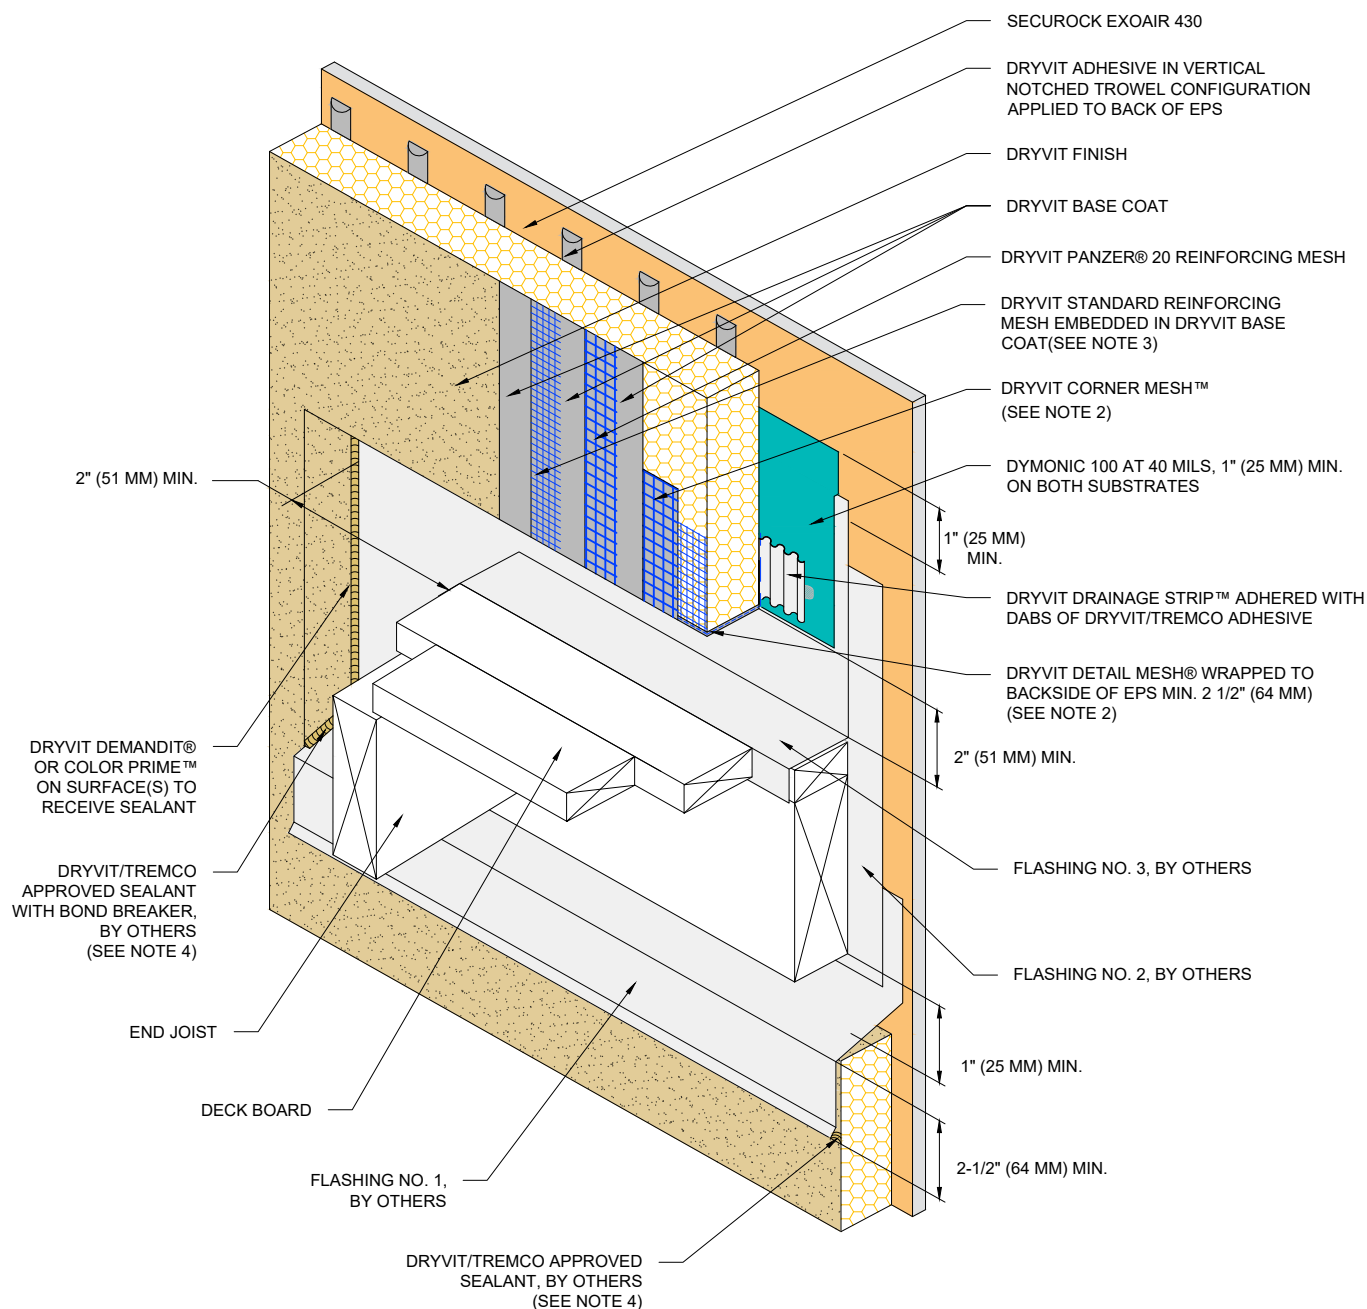 SECUROCK EXOAIR 430
DRYVIT ADHESIVE IN VERTICAL
NOTCHED TROWEL CONFIGURATION
APPLIED TO BACK OF EPS
DRYVIT FINISH
DRYVIT BASE COAT
DRYVIT PANZER® 20 REINFORCING MESH
DRYVIT STANDARD REINFORCING
MESH EMBEDDED IN DRYVIT BASE
COAT(SEE NOTE 3)
DRYVIT CORNER MESH™
(SEE NOTE 2)
DYMONIC 100 AT 40 MILS, 1" (25 MM) MIN.
ON BOTH SUBSTRATES
1" (25 MM)
MIN.
DRYVIT DRAINAGE STRIP™ ADHERED WITH
DABS OF DRYVIT/TREMCO ADHESIVE
DRYVIT DETAIL MESH® WRAPPED TO
BACKSIDE OF EPS MIN. 2 1/2" (64 MM)
(SEE NOTE 2)
2" (51 MM) MIN.
FLASHING NO. 3, BY OTHERS
FLASHING NO. 2, BY OTHERS
1" (25 MM) MIN.
2-1/2" (64 MM) MIN.
2" (51 MM) MIN.
DRYVIT DEMANDIT®
OR COLOR PRIME™
ON SURFACE(S) TO
RECEIVE SEALANT
DRYVIT/TREMCO
APPROVED SEALANT
WITH BOND BREAKER,
BY OTHERS
(SEE NOTE 4)
END JOIST
DECK BOARD
FLASHING NO. 1,
BY OTHERS
DRYVIT/TREMCO APPROVED
SEALANT, BY OTHERS
(SEE NOTE 4)